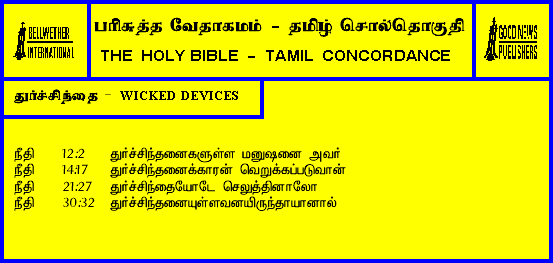 BELLWETHER
INTERNATIONAL
பரிசுத்த வேதாகமம் - தமிழ் சொல்தொகுதி
THE HOLY BIBLE - TAMIL CONCORDANCE
GOOD NEWS
PUBLISHERS
துர்ச்சிந்தை - WICKED DEVICES
நீதி 12:2 துர்ச்சிந்தனைகளுள்ள மனுஷனை அவர்
நீதி 14:17 துர்ச்சிந்தனைக்காரன் வெறுக்கப்படுவான்
நீதி 21:27 துர்ச்சிந்தையோடே செலுத்தினாலோ
நீதி 30:32 துர்ச்சிந்தனையுள்ளவனயிருந்தாயானால்